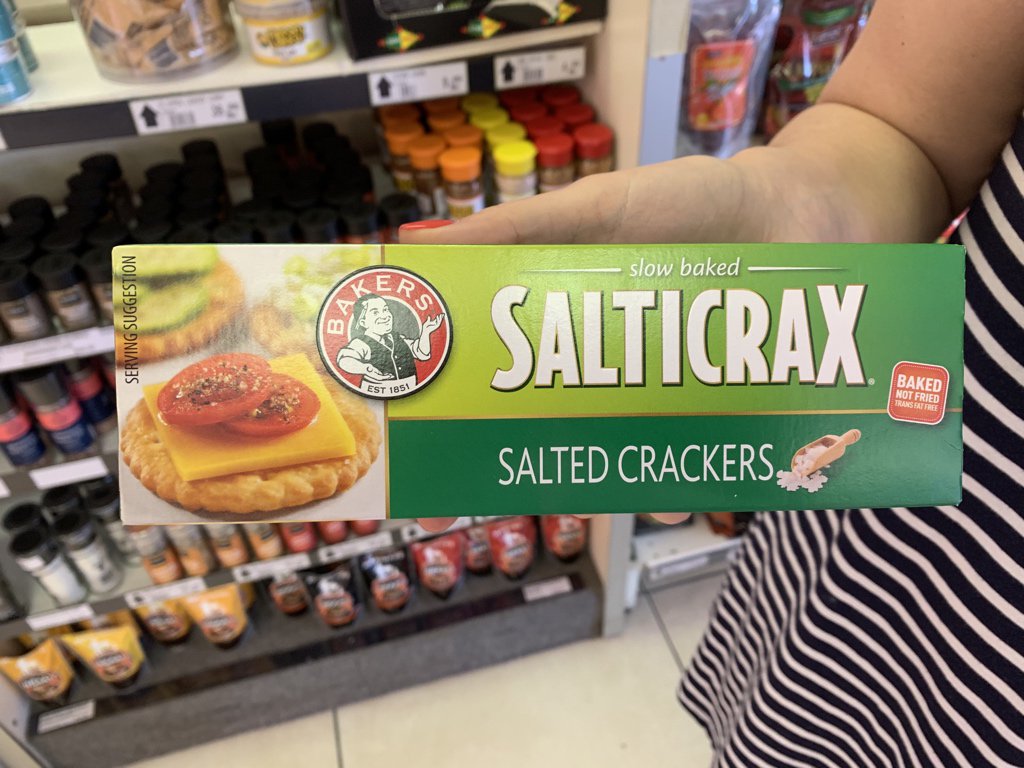 SERVING SUGGESTION
BAKERS
EST 1851
slow baked
SALTICRAX
BAKED
NOT FRIED
TRANS FAT FREE
SALTED CRACKERS